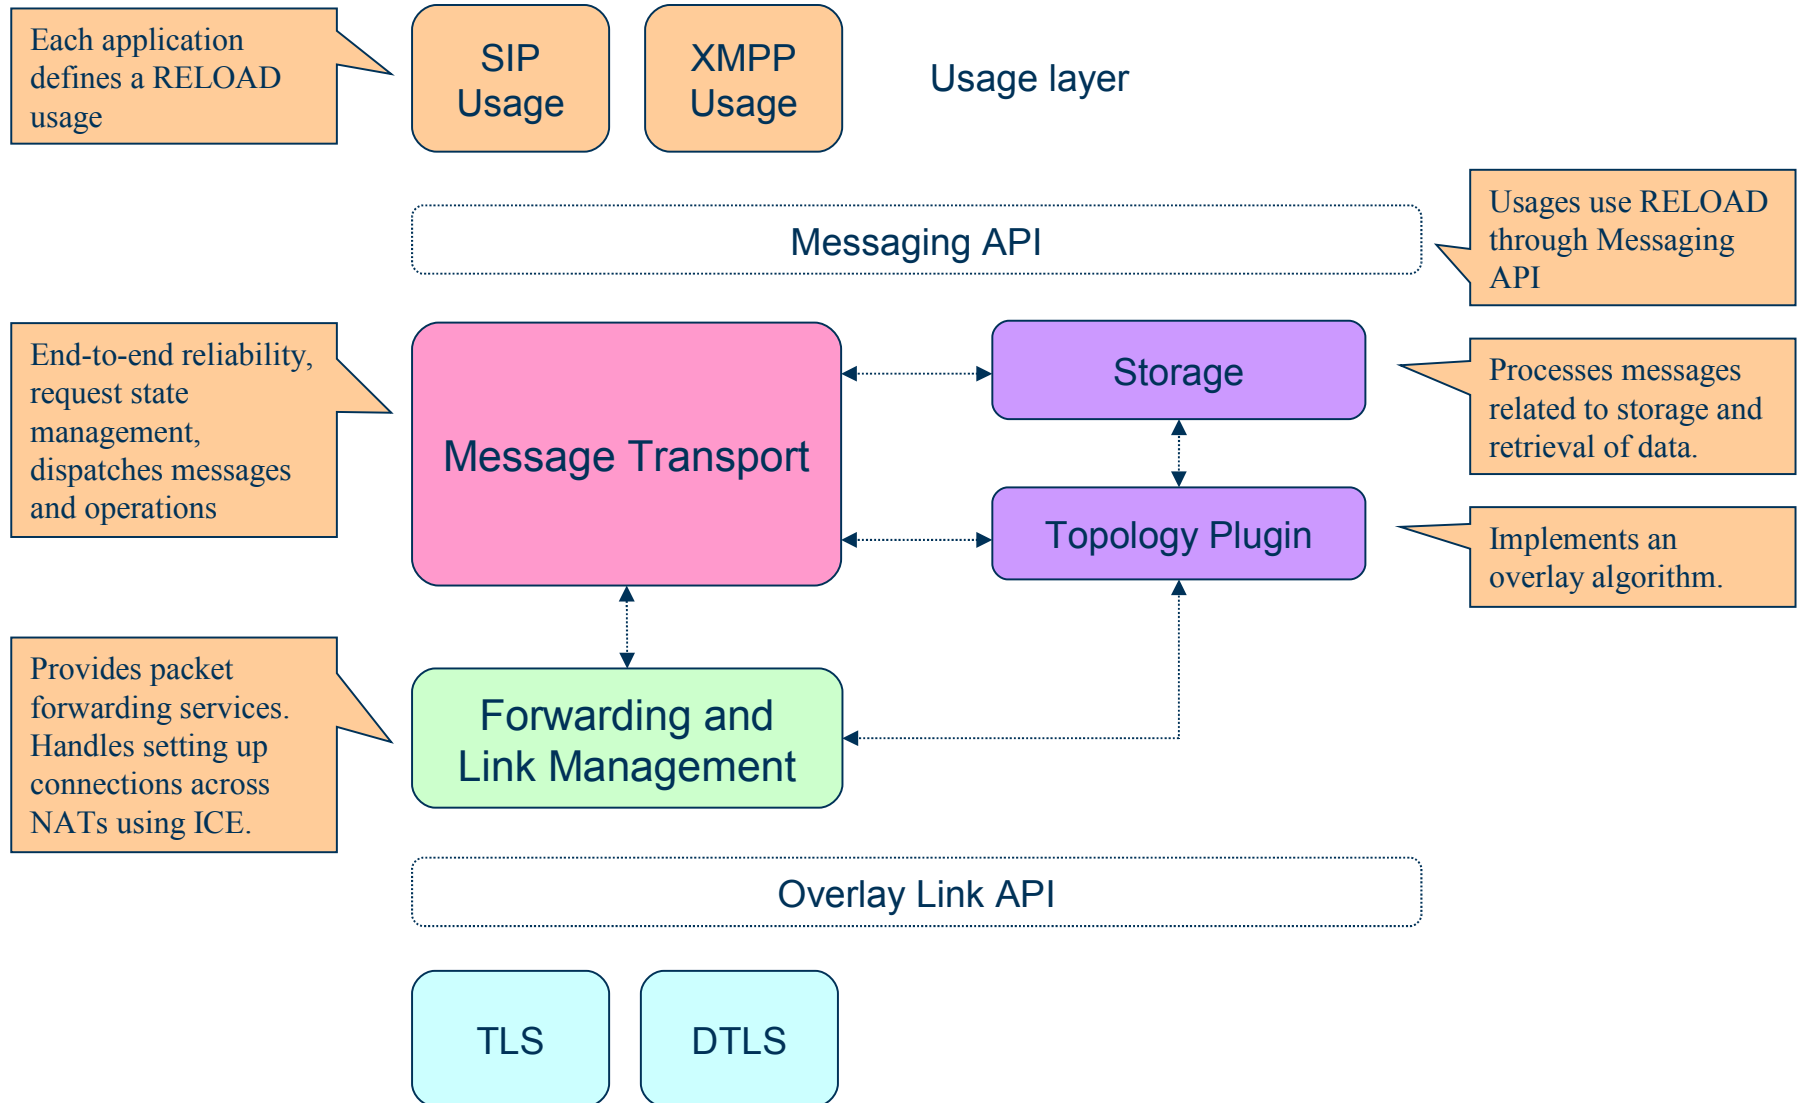 Each application
defines a RELOAD
usage
SIP
Usage
XMPP
Usage
Usage layer
Messaging API
Usages use RELOAD
through Messaging
API
End-to-end reliability,
request state
management,
dispatches messages
and operations
Message Transport
Storage
Processes messages
related to storage and
retrieval of data.
Topology Plugin
Implements an
overlay algorithm.
Provides packet
forwarding services.
Handles setting up
connections across
NATs using ICE.
Forwarding and
Link Management
Overlay Link API
TLS
DTLS